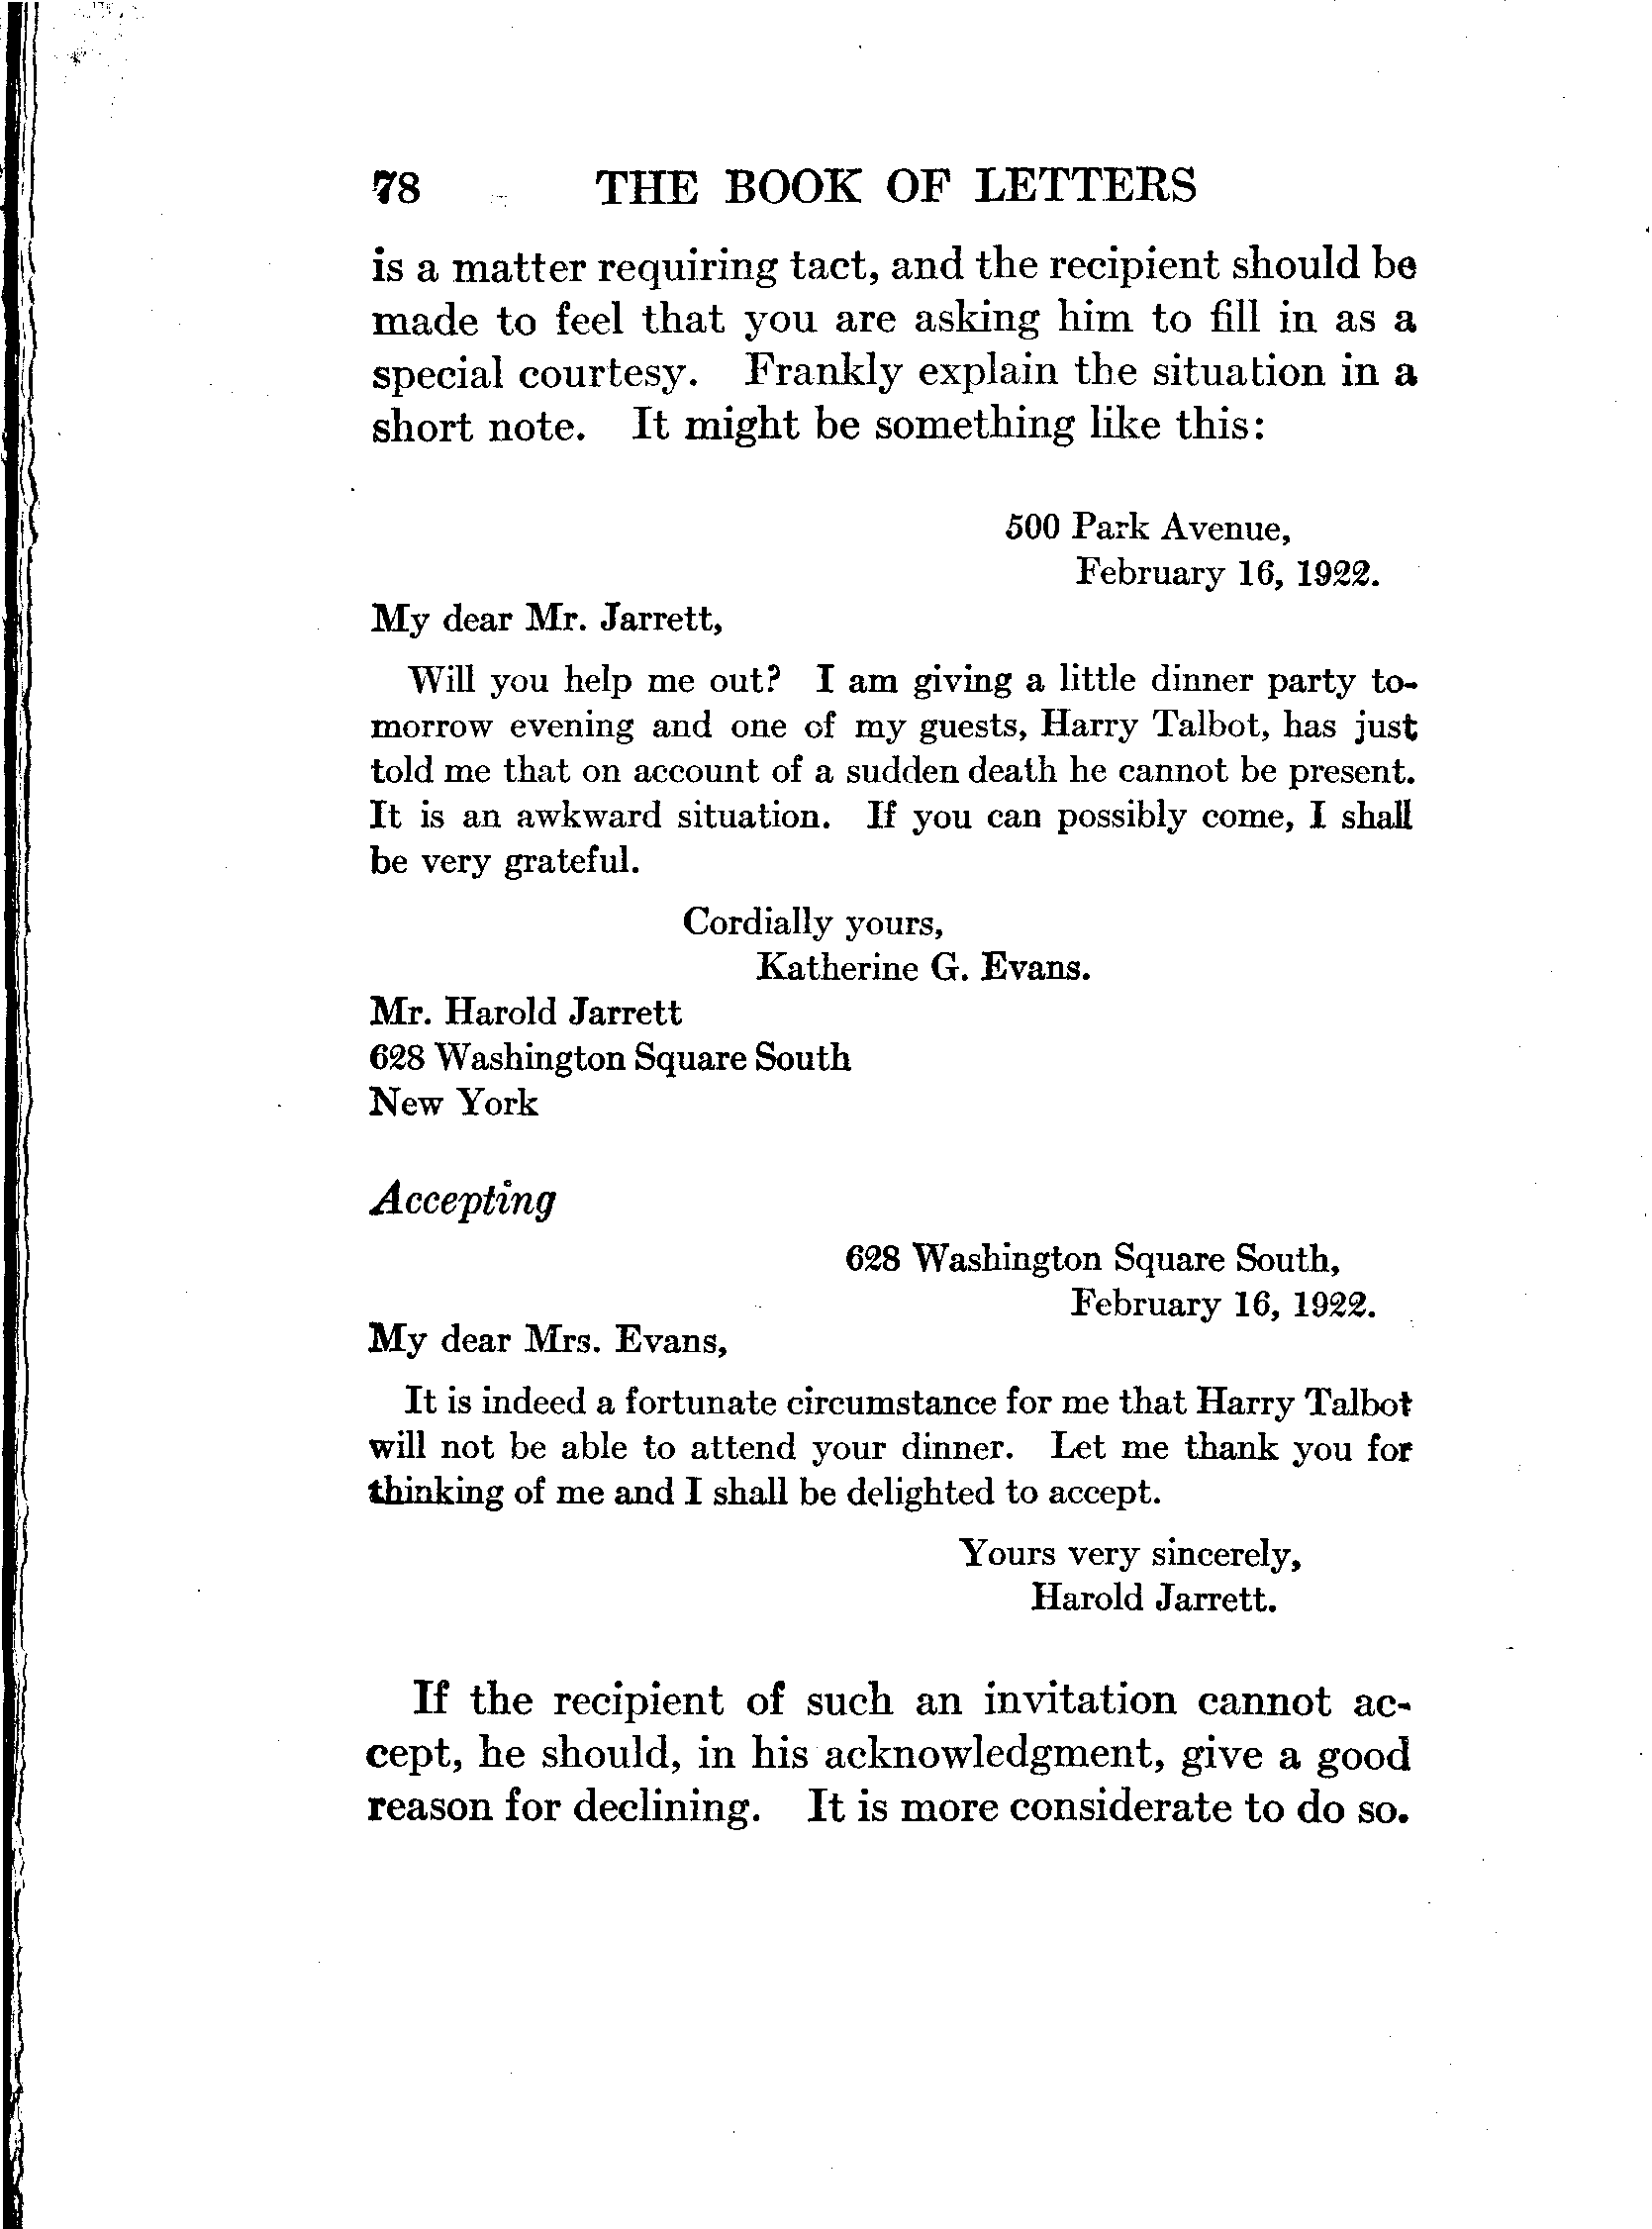 78 THE BOOK OF LETTERS
is a matter requiring tact, and the recipient should be
made to feel that you are asking him to fill in as a
special courtesy. Frankly explain the situation in a
short note. It might be something like this:
500 Park Avenue,
February 16, 1922.
My dear Mr. Jarrett,
Will you help me out? I am giving a little dinner party to-
morrow evening and one of my guests, Harry Talbot, has just
told me that on account of a sudden death he cannot be present.
It is an awkward situation. If you can possibly come, I shall
be very grateful.
Cordially yours,
Katherine G. Evans.
Mr. Harold Jarrett
628 Washington Square South
New York
Accepting
628 Washington Square South,
February 16, 1922.
My dear Mrs. Evans,
It is indeed a fortunate circumstance for me that Harry Talbot
will not be able to attend your dinner. Let me thank you for
thinking of me and I shall be delighted to accept.
Yours very sincerely,
Harold Jarrett.
If the recipient of such an invitation cannot ac-
cept, he should, in his acknowledgment, give a good
reason for declining. It is more considerate to do so.